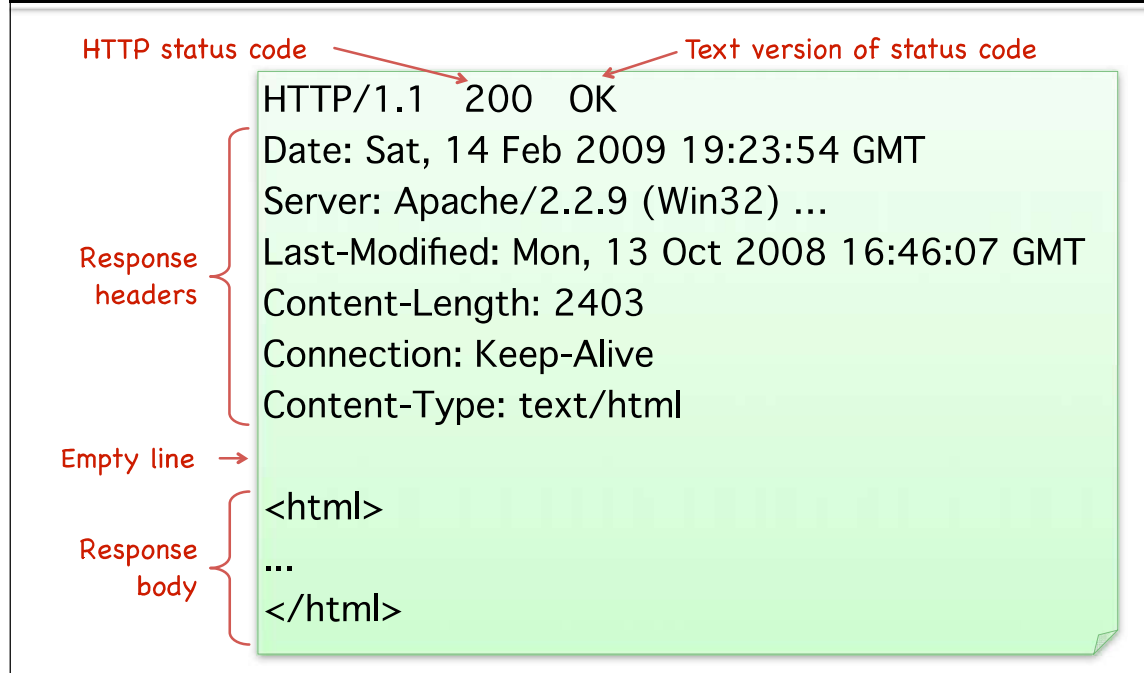 HTTP status code
Text version of status code
HTTP/1.1 200 OK
Date: Sat, 14 Feb 2009 19:23:54 GMT
Server: Apache/2.2.9 (Win32) ...
Last-Modified: Mon, 13 Oct 2008 16:46:07 GMT
Response
headers
Content-Length: 2403
Connection: Keep-Alive
Content-Type: text/html
Empty line
<html>
Response
body
...
</html>